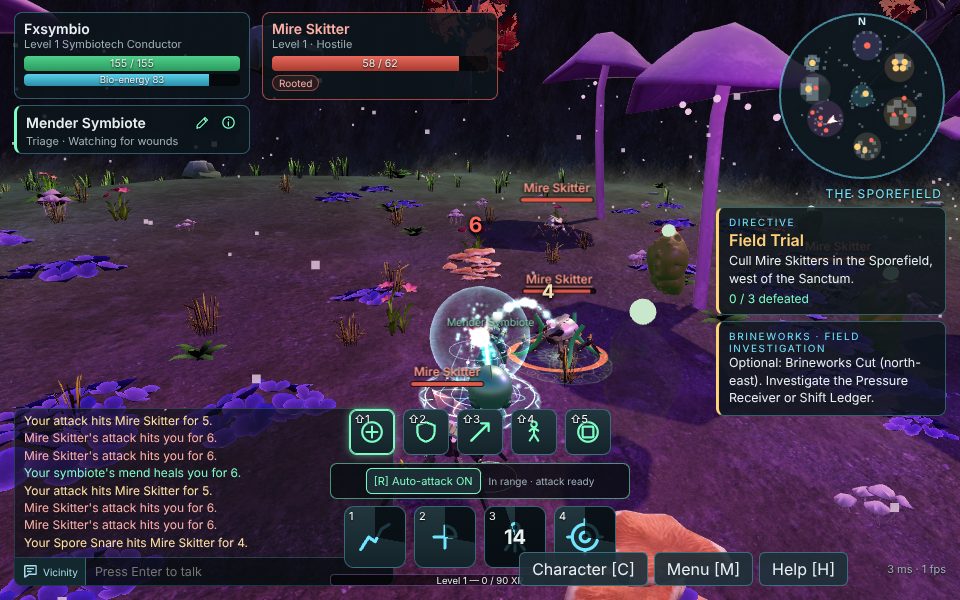 Fxsymbio
Level 1 Symbiotech Conductor
155 / 155
Bio-energy 83
Mender Symbiote
Triage · Watching for wounds
Mire Skitter
Level 1 · Hostile
58 / 62
Rooted
N
THE SPOREFIELD
DIRECTIVE
Field Trial
Cull Mire Skitters in the Sporefield,
west of the Sanctum.
0 / 3 defeated
Mire Skitter
BRINEWORKS · FIELD
INVESTIGATION
Optional: Brineworks Cut (north-
east). Investigate the Pressure
Receiver or Shift Ledger.
Mire Skitter
6
Mire Skitter
4
Mender Symbiote
Mire Skitter
Your attack hits Mire Skitter for 5.
Mire Skitter's attack hits you for 6.
Mire Skitter's attack hits you for 6.
Your symbiote's mend heals you for 6.
Your attack hits Mire Skitter for 5.
Mire Skitter's attack hits you for 6.
Mire Skitter's attack hits you for 6.
Your Spore Snare hits Mire Skitter for 4.
Vicinity
Press Enter to talk
⇧1 ⇧2 ⇧3 ⇧4 ⇧5
[R] Auto-attack ON
In range · attack ready
1 2 3 4
14
Level 1 — 0 / 90 XP
Character [C]
Menu [M]
Help [H]
3 ms · 1 fps